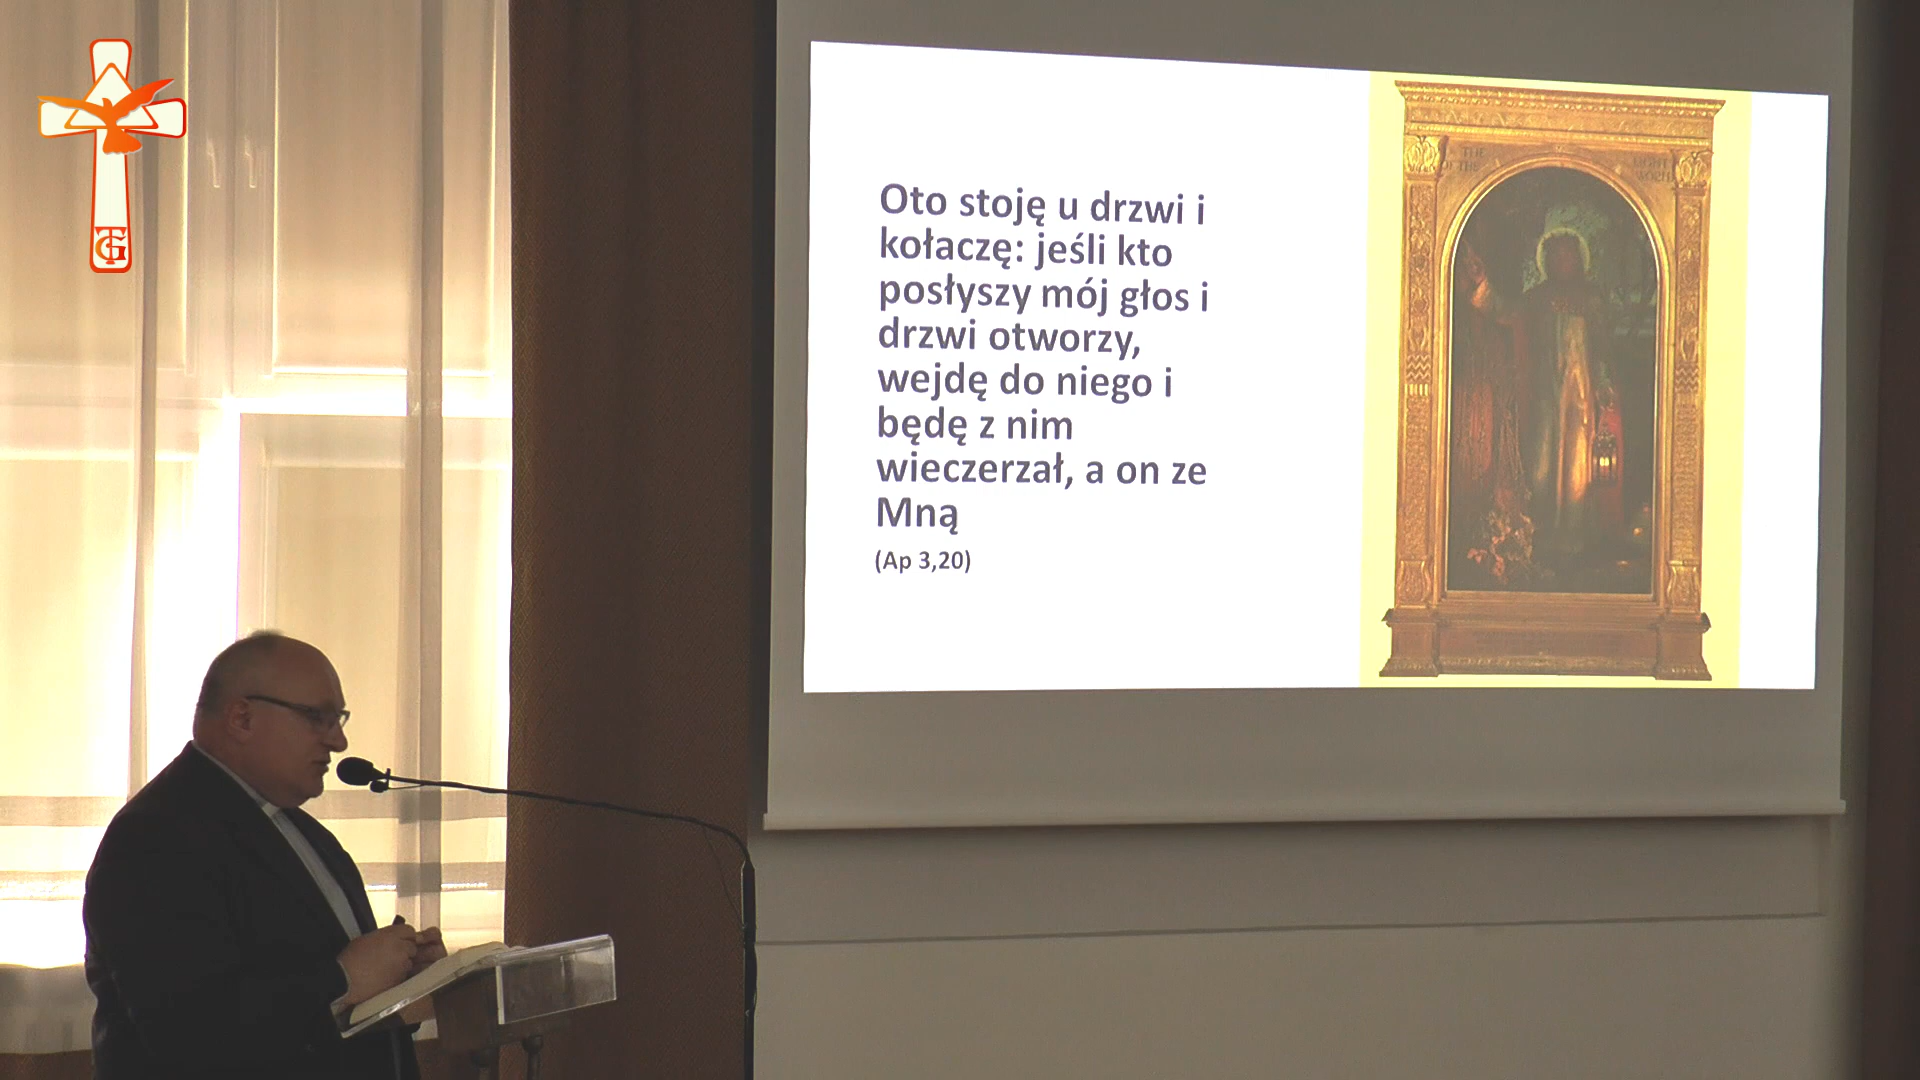 Oto stoję u drzwi i
kołaczę: jeśli kto
posłyszy mój głos i
drzwi otworzy,
wejdę do niego i
będę z nim
wieczerzał, a on ze
Mną
(Ap 3,20)
THE